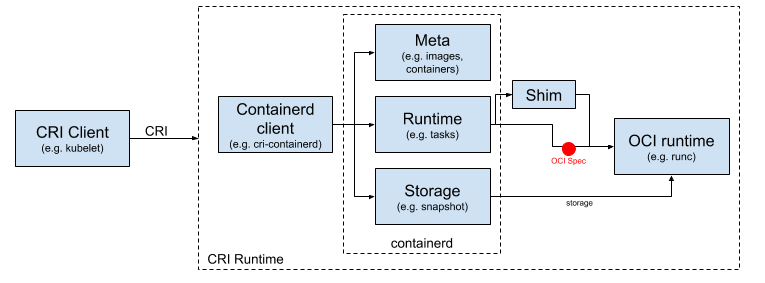 CRI Client
(e.g. kubelet)
CRI
Containerd
client
(e.g. cri-containerd)
Meta
(e.g. images,
containers)
Runtime
(e.g. tasks)
Storage
(e.g. snapshot)
containerd
Shim
OCI Spec
OCI runtime
(e.g. runc)
storage
CRI Runtime